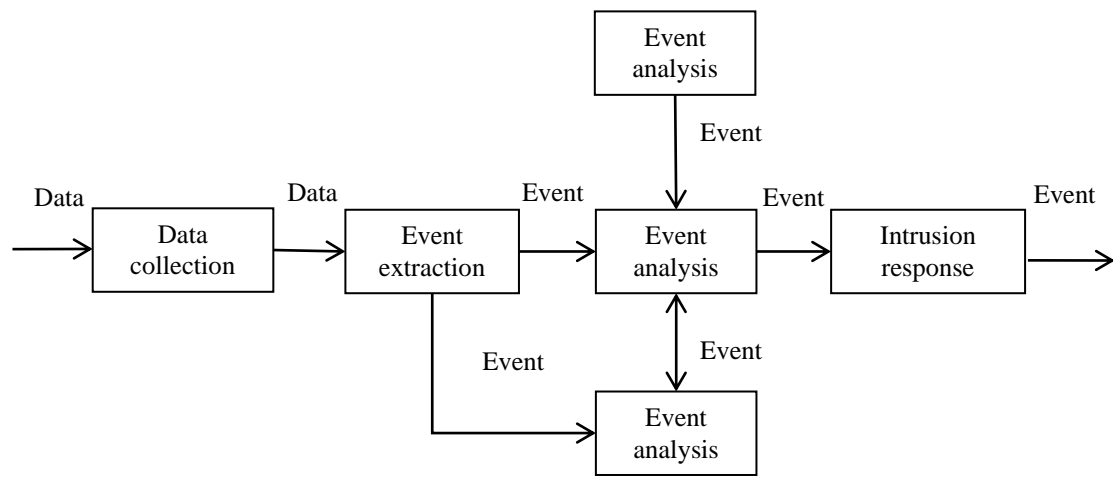 Event
analysis
Event
Data
Data
Event
Event
Event
Data
collection
Event
extraction
Event
analysis
Intrusion
response
Event
Event
Event
analysis